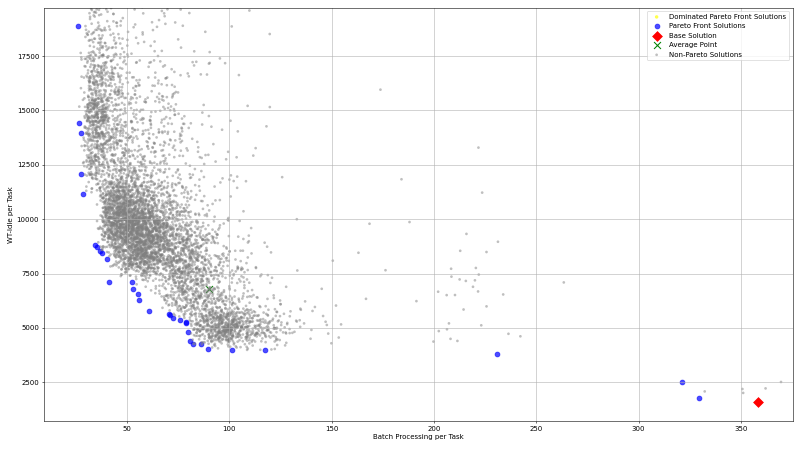 Dominated Pareto Front Solutions
Pareto Front Solutions
Base Solution
Average Point
Non-Pareto Solutions
17500
15000
12500
10000
7500
5000
2500
WT-Idle per Task
50 100 150 200 250 300 350
Batch Processing per Task